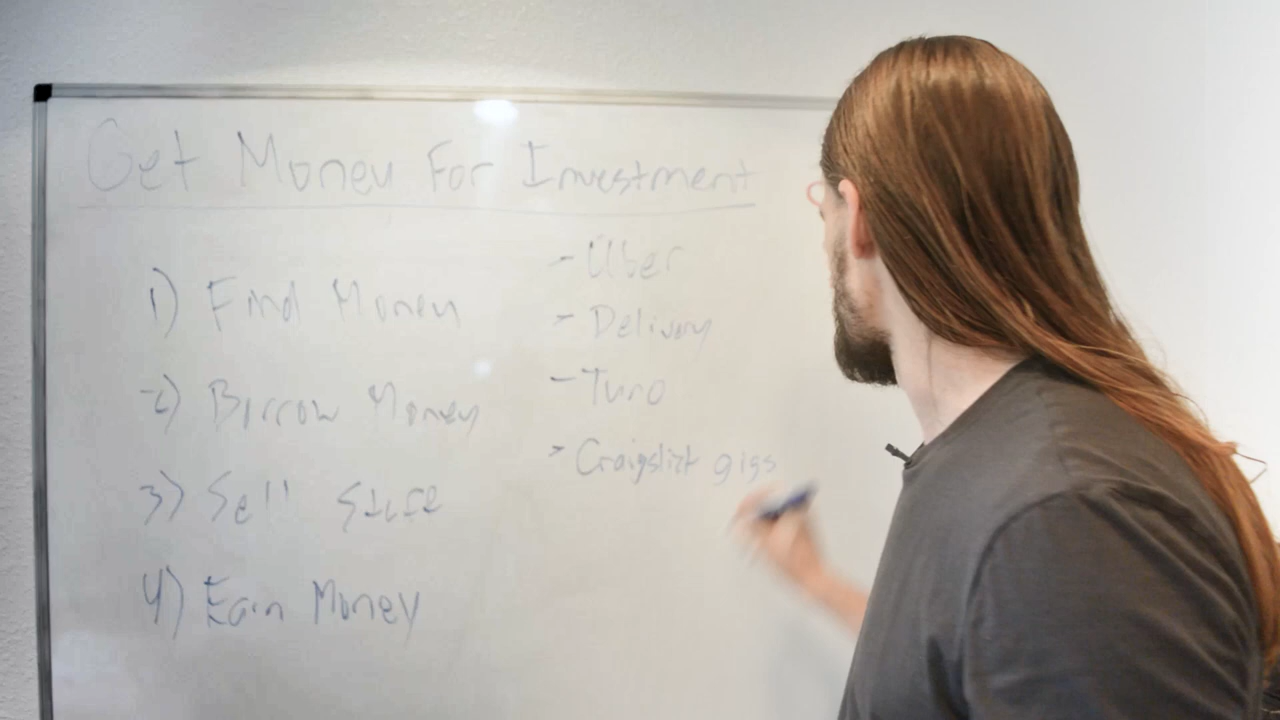 Get Money For Investment
1) Find Money
2) Borrow Money
3) Sell Stuff
4) Earn Money
- Uber
- Delivery
- Turo
- Craigslist gigs